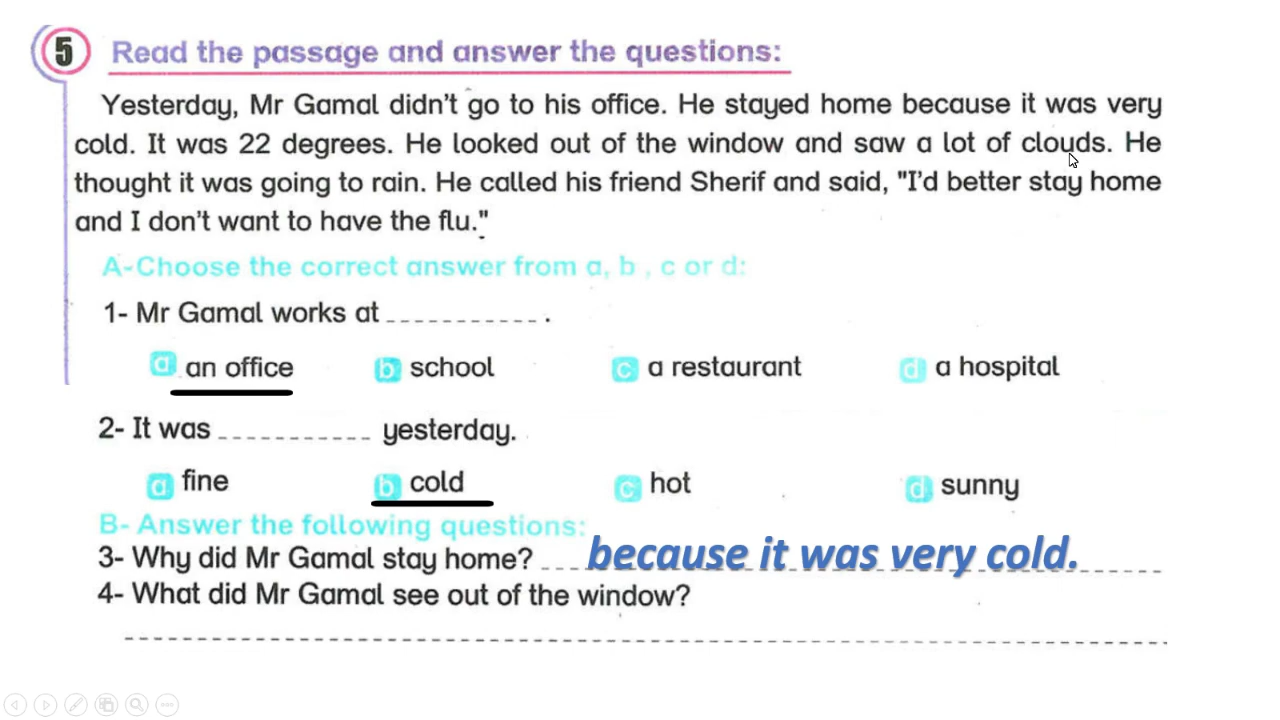 5 Read the passage and answer the questions:
Yesterday, Mr Gamal didn't go to his office. He stayed home because it was very
cold. It was 22 degrees. He looked out of the window and saw a lot of clouds. He
thought it was going to rain. He called his friend Sherif and said, "I'd better stay home
and I don't want to have the flu."
A-Choose the correct answer from a, b , c or d:
1- Mr Gamal works at ___________ .
a an office b school c a restaurant d a hospital
2- It was ___________ yesterday.
a fine b cold c hot d sunny
B- Answer the following questions:
3- Why did Mr Gamal stay home? because it was very cold.
4- What did Mr Gamal see out of the window?